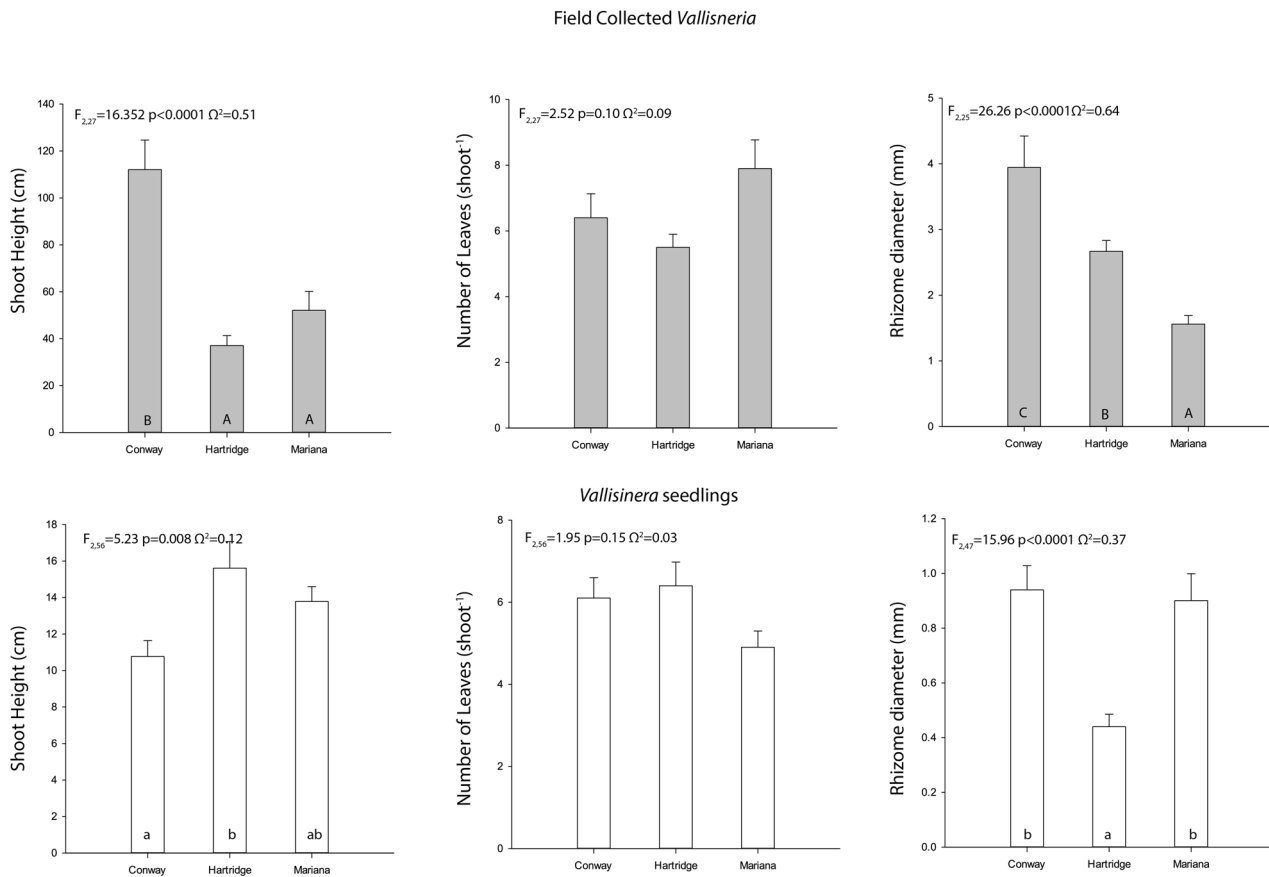 Field Collected Vallisneria
F2,27=16.352 p<0.0001 Ω²=0.51
Shoot Height (cm)
140
120
100
80
60
40
20
0
B
A
A
Conway
Hartridge
Mariana
F2,27=2.52 p=0.10 Ω²=0.09
Number of Leaves (shoot⁻¹)
10
8
6
4
2
0
Conway
Hartridge
Mariana
F2,25=26.26 p<0.0001Ω²=0.64
Rhizome diameter (mm)
5
4
3
2
1
0
C
B
A
Conway
Hartridge
Mariana
Vallisinera seedlings
F2,56=5.23 p=0.008 Ω²=0.12
Shoot Height (cm)
18
16
14
12
10
8
6
4
2
0
a
b
ab
Conway
Hartridge
Mariana
F2,56=1.95 p=0.15 Ω²=0.03
Number of Leaves (shoot⁻¹)
8
6
4
2
0
Conway
Hartridge
Mariana
F2,47=15.96 p<0.0001 Ω²=0.37
Rhizome diameter (mm)
1.2
1.0
0.8
0.6
0.4
0.2
0.0
b
a
b
Conway
Hartridge
Mariana